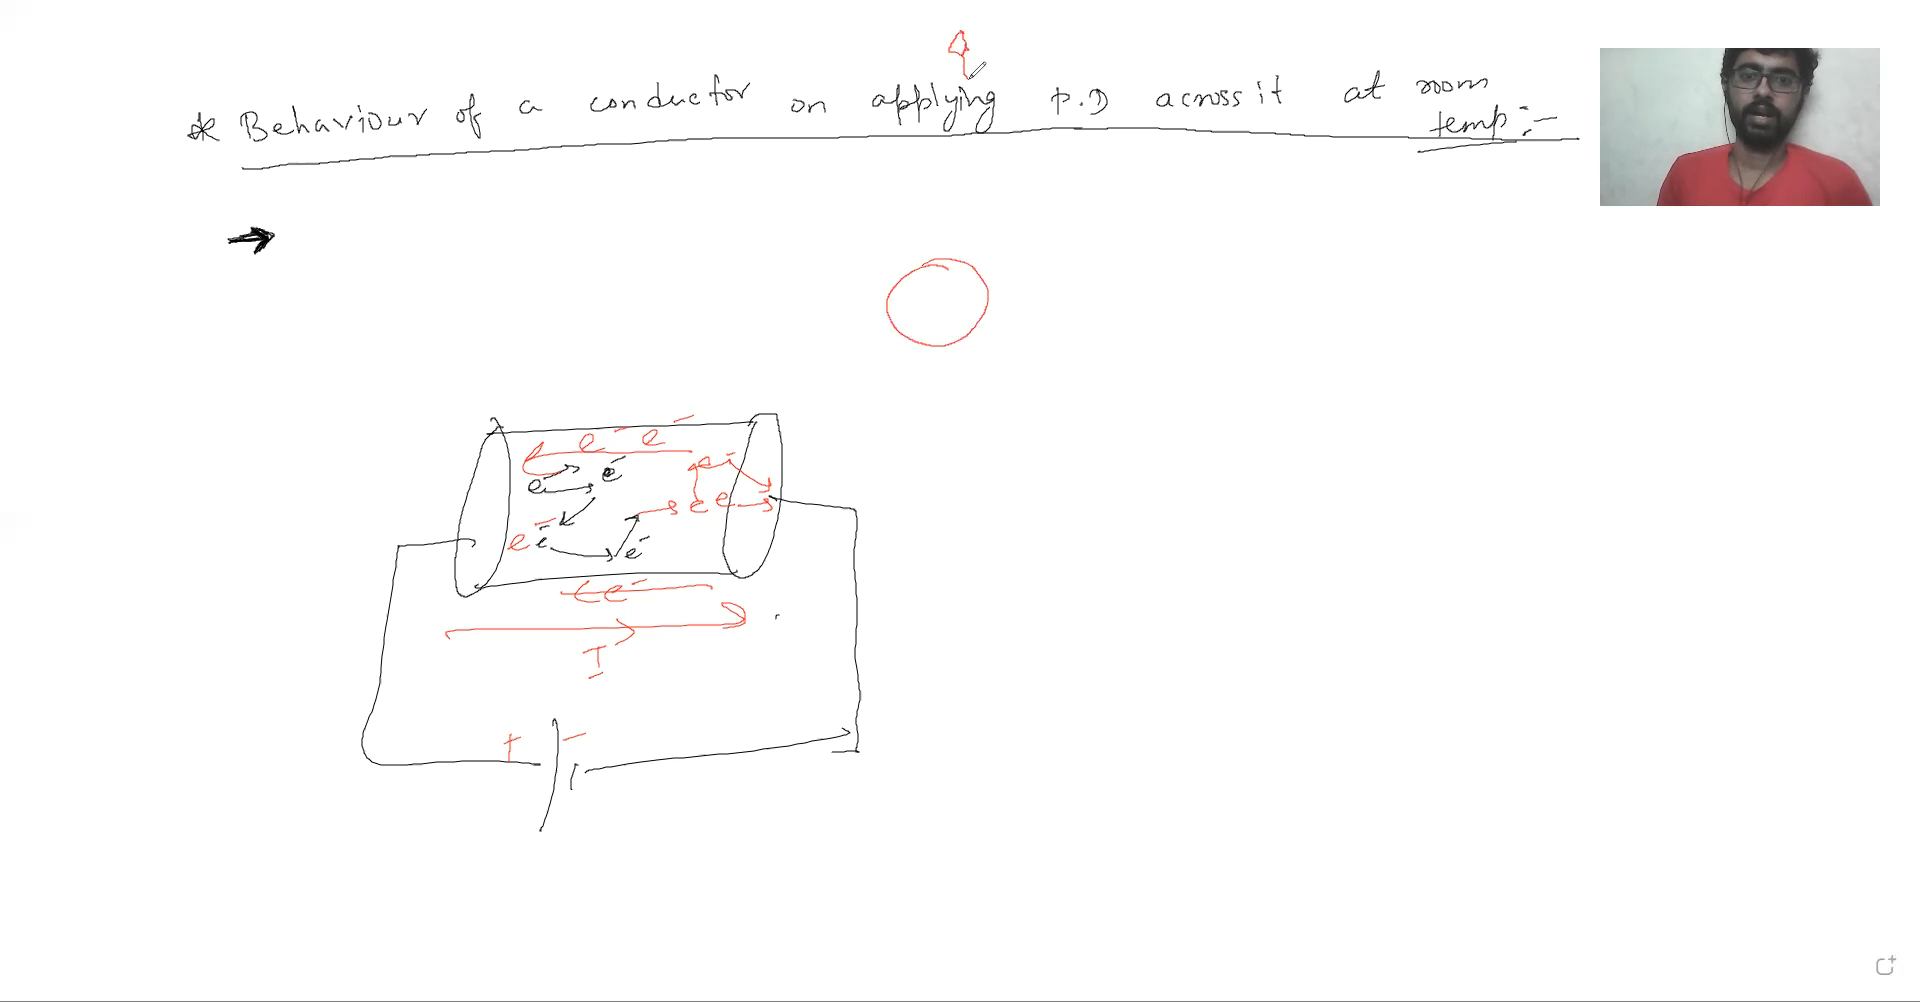 * Behaviour of a conductor on applying p.D across it at room
temp :-
e⁻ e⁻
e⁻ e⁻ e⁻
e e
e e⁻ e⁻
e e⁻
I
+ −